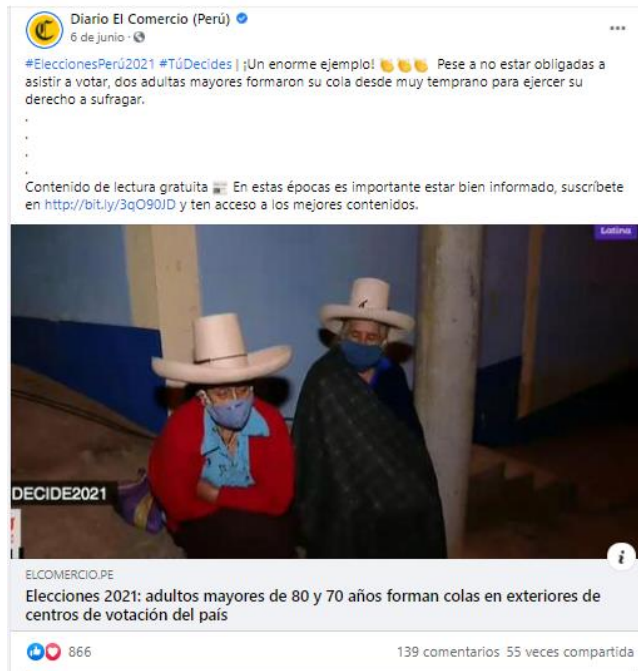 Diario El Comercio (Perú)
6 de junio ·
#EleccionesPerú2021 #TúDecides | ¡Un enorme ejemplo! 👏👏👏 Pese a no estar obligadas a
asistir a votar, dos adultas mayores formaron su cola desde muy temprano para ejercer su
derecho a sufragar.
.
.
.
.
Contenido de lectura gratuita 📰 En estas épocas es importante estar bien informado, suscríbete
en http://bit.ly/3qO90JD y ten acceso a los mejores contenidos.
Latina
DECIDE2021
ELCOMERCIO.PE
Elecciones 2021: adultos mayores de 80 y 70 años forman colas en exteriores de
centros de votación del país
866
139 comentarios 55 veces compartida